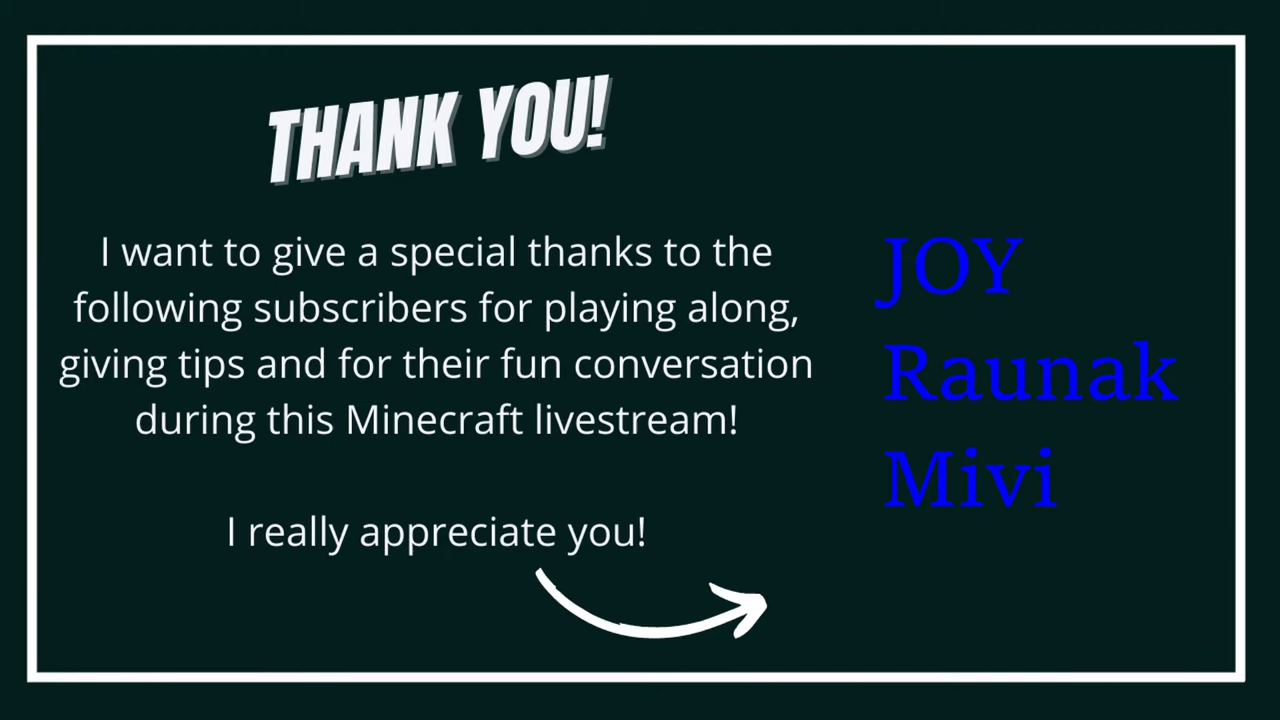 THANK YOU!
I want to give a special thanks to the
following subscribers for playing along,
giving tips and for their fun conversation
during this Minecraft livestream!
I really appreciate you!
JOY
Raunak
Mivi